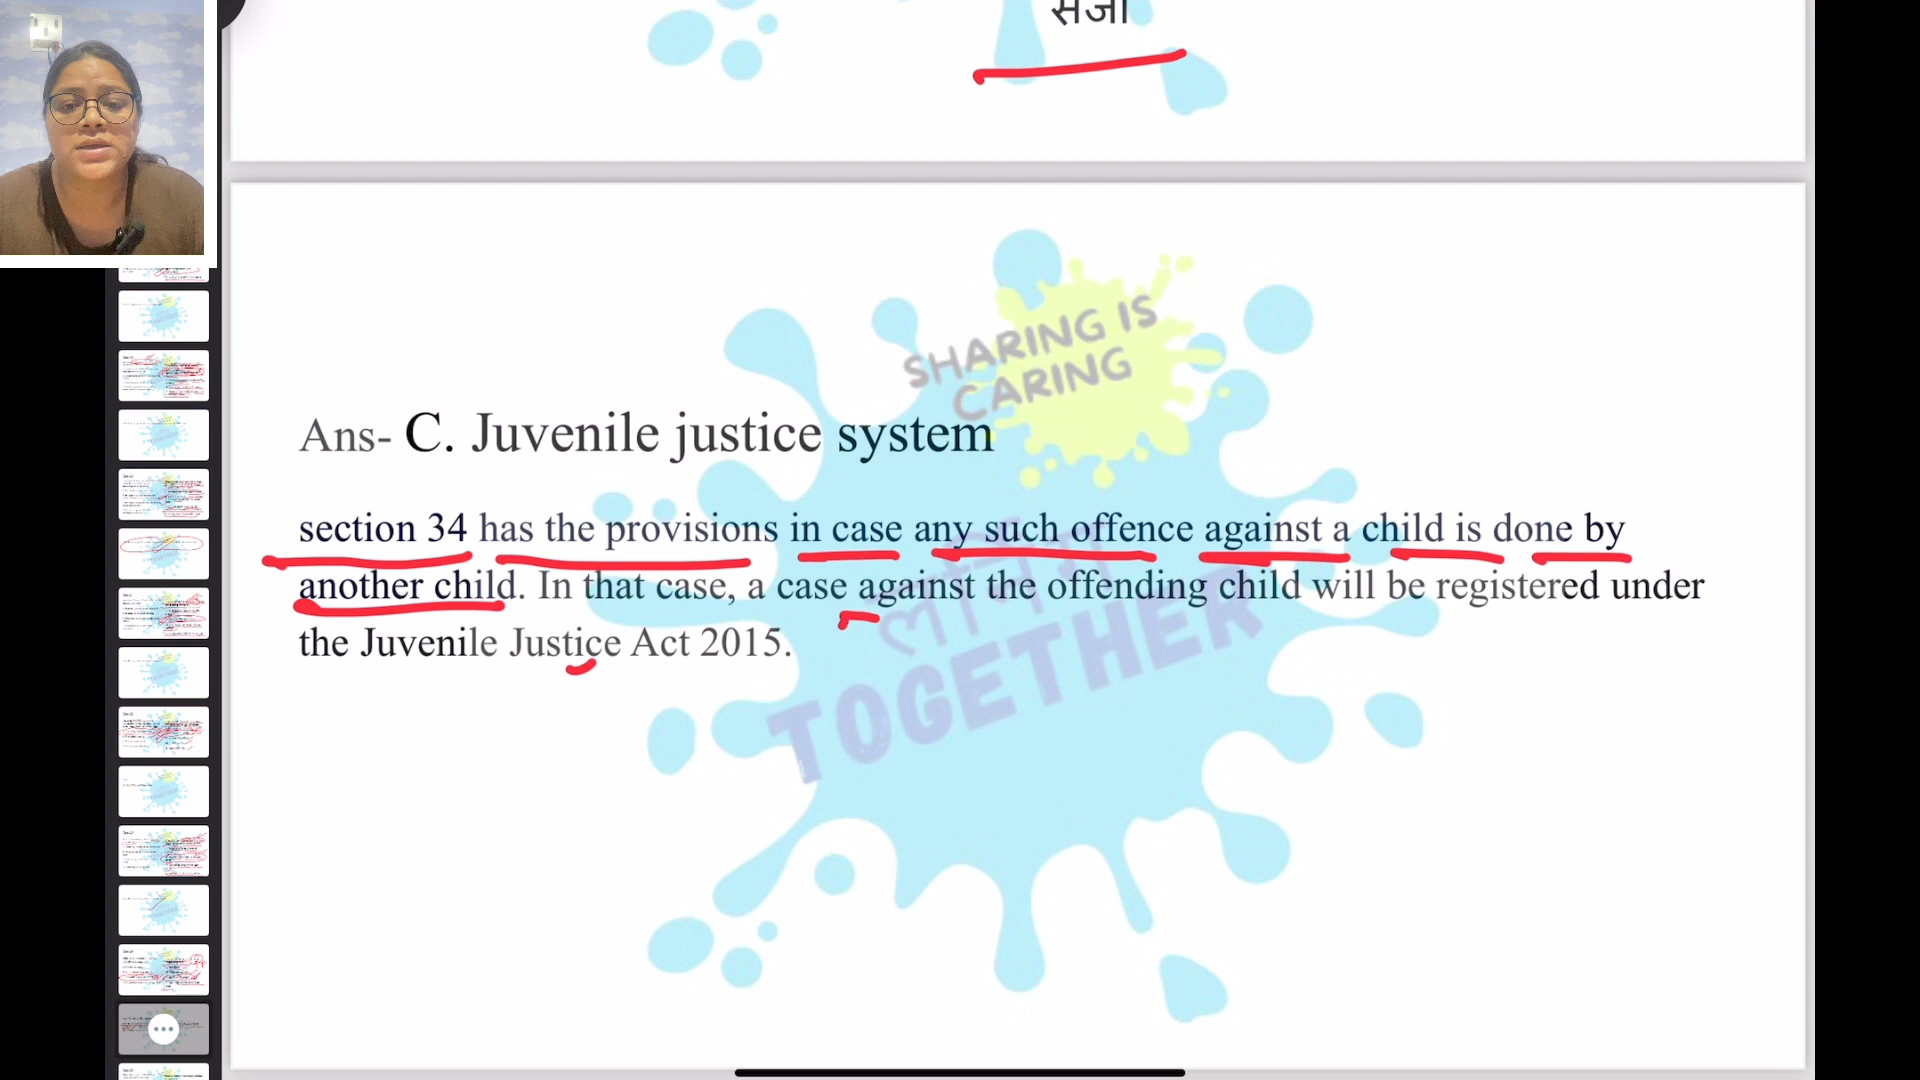 सजा
SHARING IS
CARING
Ans- C. Juvenile justice system
section 34 has the provisions in case any such offence against a child is done by
another child. In that case, a case against the offending child will be registered under
the Juvenile Justice Act 2015.
TOGETHER